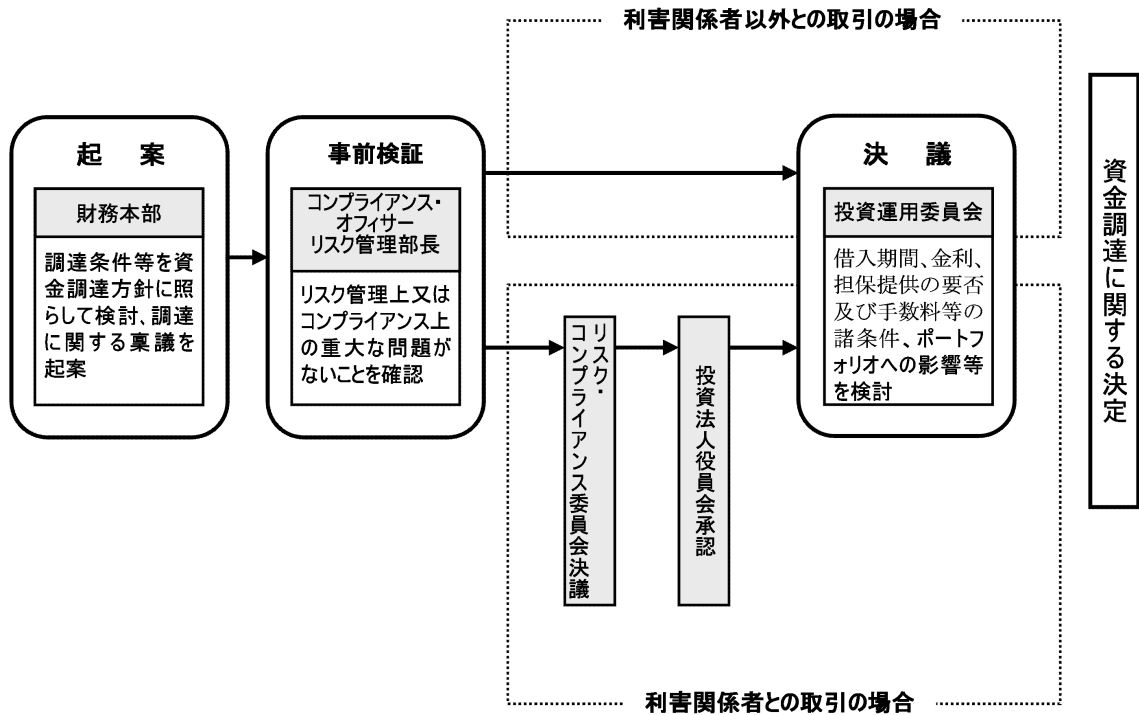 利害関係者以外との取引の場合
起　案
財務本部
調達条件等を資
金調達方針に照
らして検討、調達
に関する稟議を
起案
事前検証
コンプライアンス・
オフィサー
リスク管理部長
リスク管理上又は
コンプライアンス上
の重大な問題が
ないことを確認
リスク・
コンプライアンス委員会決議
投資法人役員会承認
決　議
投資運用委員会
借入期間、金利、
担保提供の要否
及び手数料等の
諸条件、ポートフ
ォリオへの影響等
を検討
資金調達に関する決定
利害関係者との取引の場合